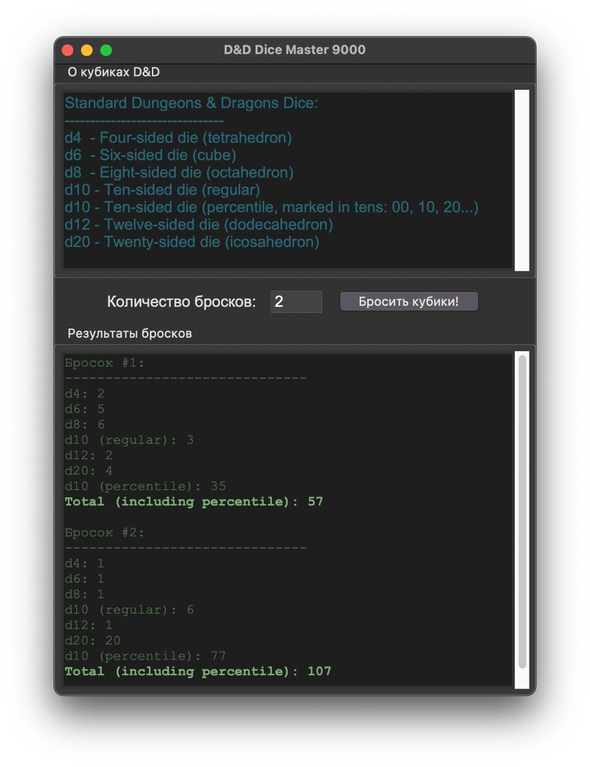 D&D Dice Master 9000
О кубиках D&D
Standard Dungeons & Dragons Dice:
-------------------------------
d4  - Four-sided die (tetrahedron)
d6  - Six-sided die (cube)
d8  - Eight-sided die (octahedron)
d10 - Ten-sided die (regular)
d10 - Ten-sided die (percentile, marked in tens: 00, 10, 20...)
d12 - Twelve-sided die (dodecahedron)
d20 - Twenty-sided die (icosahedron)
Количество бросков: 2 Бросить кубики!
Результаты бросков
Бросок #1:
------------------------------
d4: 2
d6: 5
d8: 6
d10 (regular): 3
d12: 2
d20: 4
d10 (percentile): 35
Total (including percentile): 57
Бросок #2:
------------------------------
d4: 1
d6: 1
d8: 1
d10 (regular): 6
d12: 1
d20: 20
d10 (percentile): 77
Total (including percentile): 107